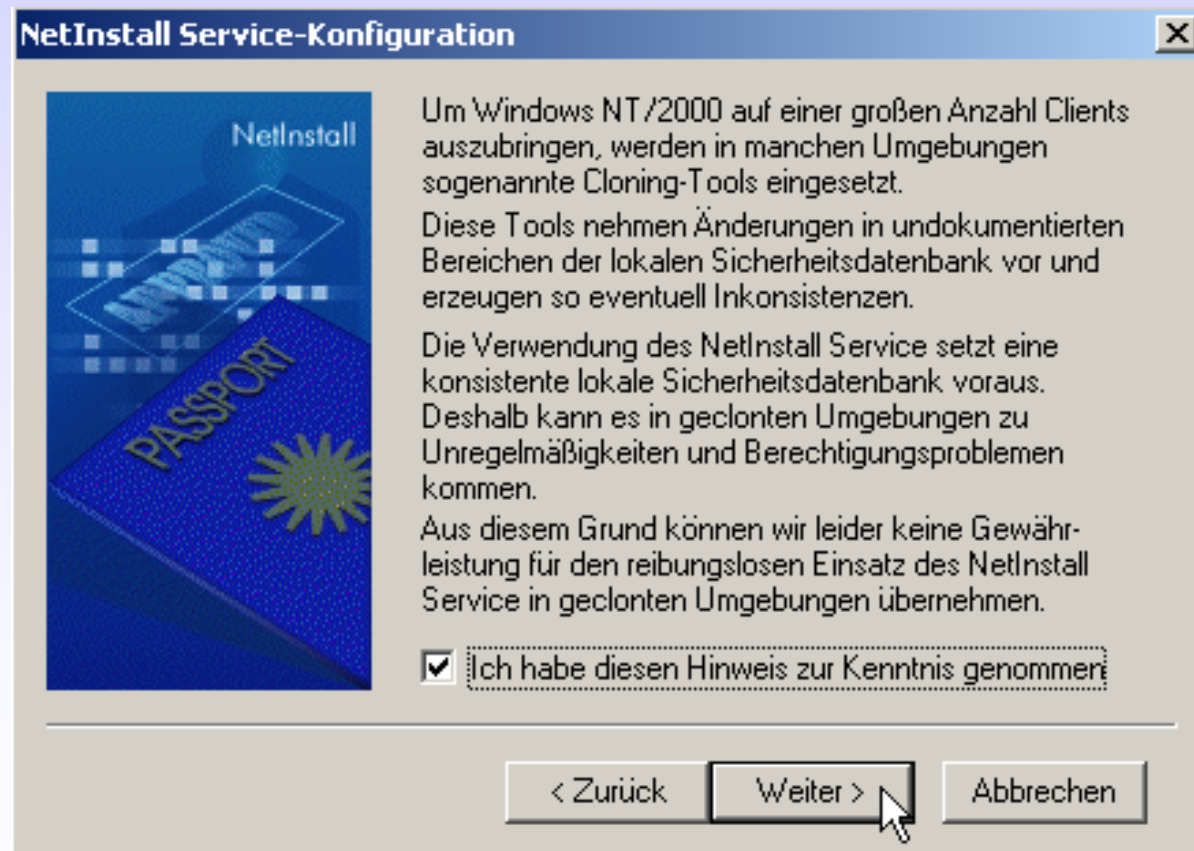 NetInstall Service-Konfiguration
NetInstall
PASSPORT
Um Windows NT/2000 auf einer großen Anzahl Clients
auszubringen, werden in manchen Umgebungen
sogenannte Cloning-Tools eingesetzt.
Diese Tools nehmen Änderungen in undokumentierten
Bereichen der lokalen Sicherheitsdatenbank vor und
erzeugen so eventuell Inkonsistenzen.
Die Verwendung des NetInstall Service setzt eine
konsistente lokale Sicherheitsdatenbank voraus.
Deshalb kann es in geclonten Umgebungen zu
Unregelmäßigkeiten und Berechtigungsproblemen
kommen.
Aus diesem Grund können wir leider keine Gewähr-
leistung für den reibungslosen Einsatz des NetInstall
Service in geclonten Umgebungen übernehmen.
Ich habe diesen Hinweis zur Kenntnis genommen
< Zurück
Weiter >
Abbrechen